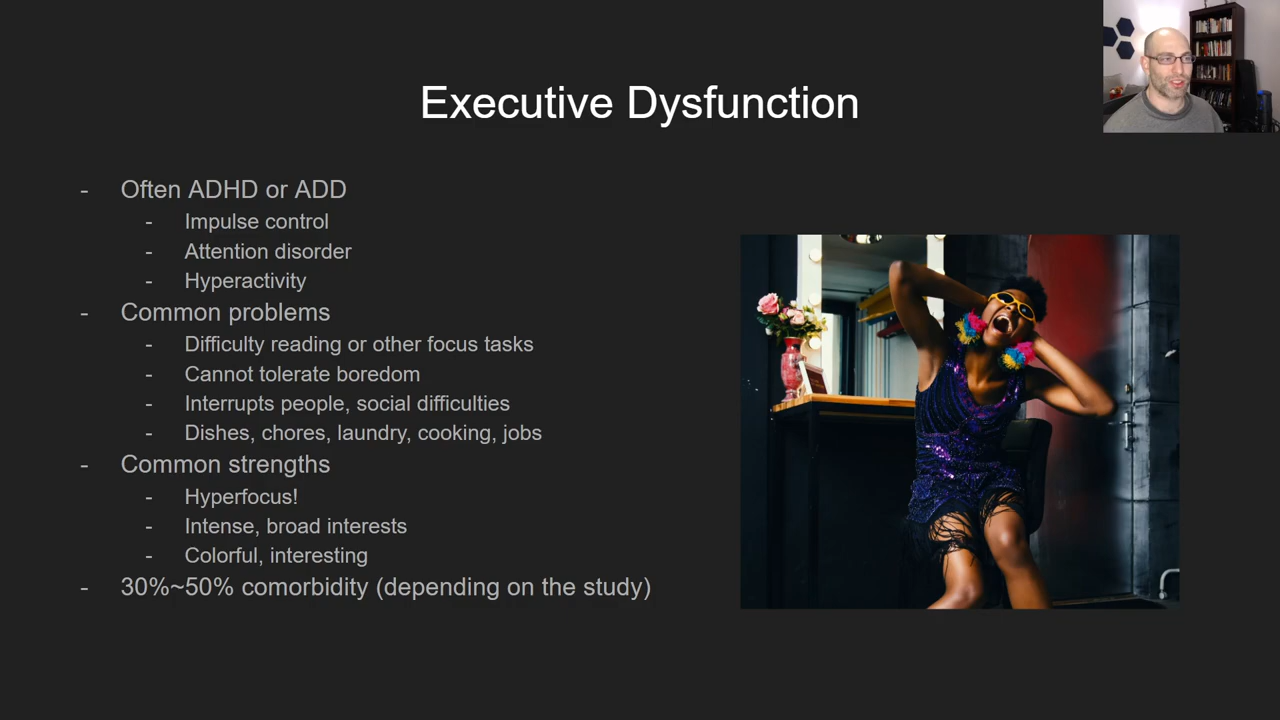 Executive Dysfunction
- Often ADHD or ADD
- Impulse control
- Attention disorder
- Hyperactivity
- Common problems
- Difficulty reading or other focus tasks
- Cannot tolerate boredom
- Interrupts people, social difficulties
- Dishes, chores, laundry, cooking, jobs
- Common strengths
- Hyperfocus!
- Intense, broad interests
- Colorful, interesting
- 30%~50% comorbidity (depending on the study)